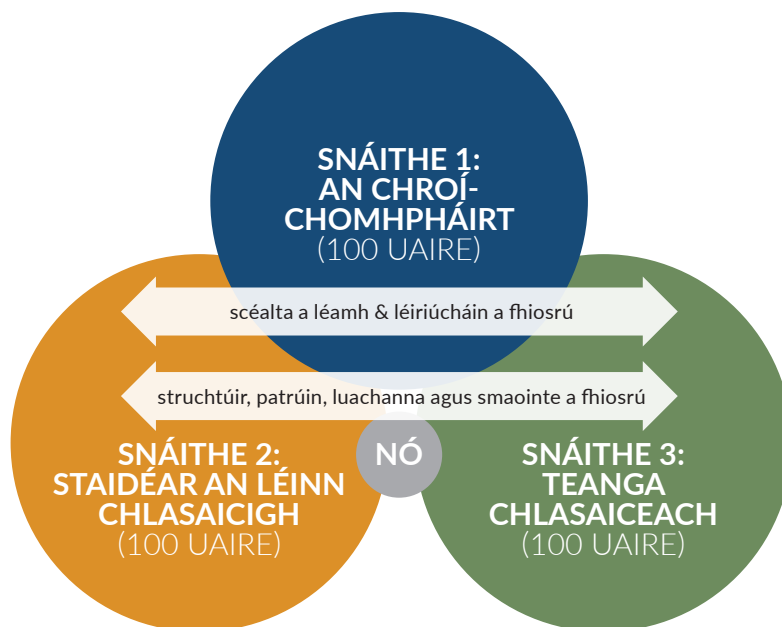 SNÁITHE 1:
AN CHROÍ-
CHOMHPHÁIRT
(100 UAIRE)
scéalta a léamh & léiriúcháin a fhiosrú
struchtúir, patrúin, luachanna agus smaointe a fhiosrú
SNÁITHE 2:
STAIDÉAR AN LÉINN
CHLASAICIGH
(100 UAIRE)
NÓ
SNÁITHE 3:
TEANGA
CHLASAICEACH
(100 UAIRE)